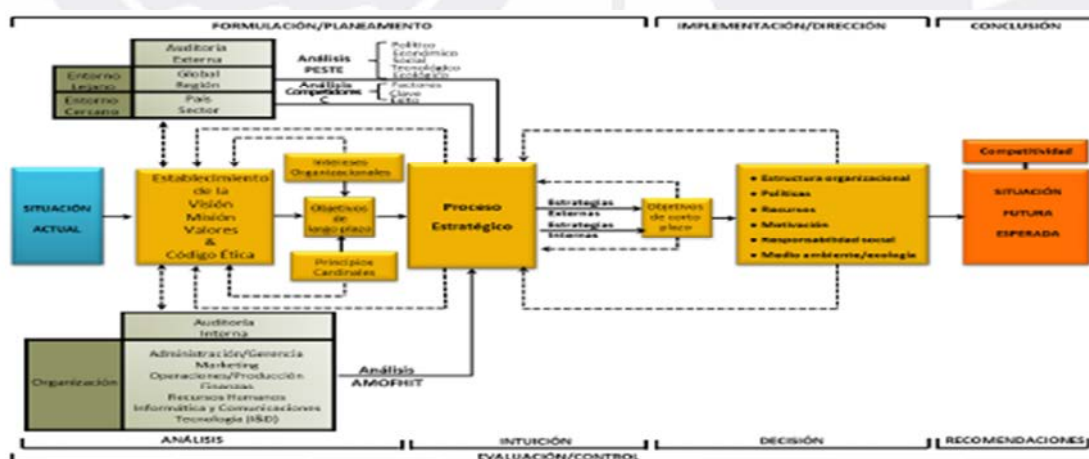 FORMULACIÓN/PLANEAMIENTO
IMPLEMENTACIÓN/DIRECCIÓN
CONCLUSIÓN
Auditoría
Externa
Entorno
Lejano
Global
Región
Entorno
Cercano
País
Sector
Análisis
PESTE
Político
Económico
Social
Tecnológico
Ecológico
Análisis
Competidores
C
Factores
Clave
Éxito
SITUACIÓN
ACTUAL
Establecimiento
de la
Visión
Misión
Valores
&
Código Ética
Intereses
Organizacionales
Objetivos
de
largo plazo
Principios
Cardinales
Proceso
Estratégico
Estrategias
Externas
Estrategias
Internas
Objetivos
de corto
plazo
• Estructura organizacional
• Políticas
• Recursos
• Motivación
• Responsabilidad social
• Medio ambiente/ecología
Competitividad
SITUACIÓN
FUTURA
ESPERADA
Auditoría
Interna
Organización
Administración/Gerencia
Marketing
Operaciones/Producción
Finanzas
Recursos Humanos
Informática y Comunicaciones
Tecnología (I&D)
Análisis
AMOFHIT
ANÁLISIS
INTUICIÓN
DECISIÓN
RECOMENDACIONES
EVALUACIÓN/CONTROL